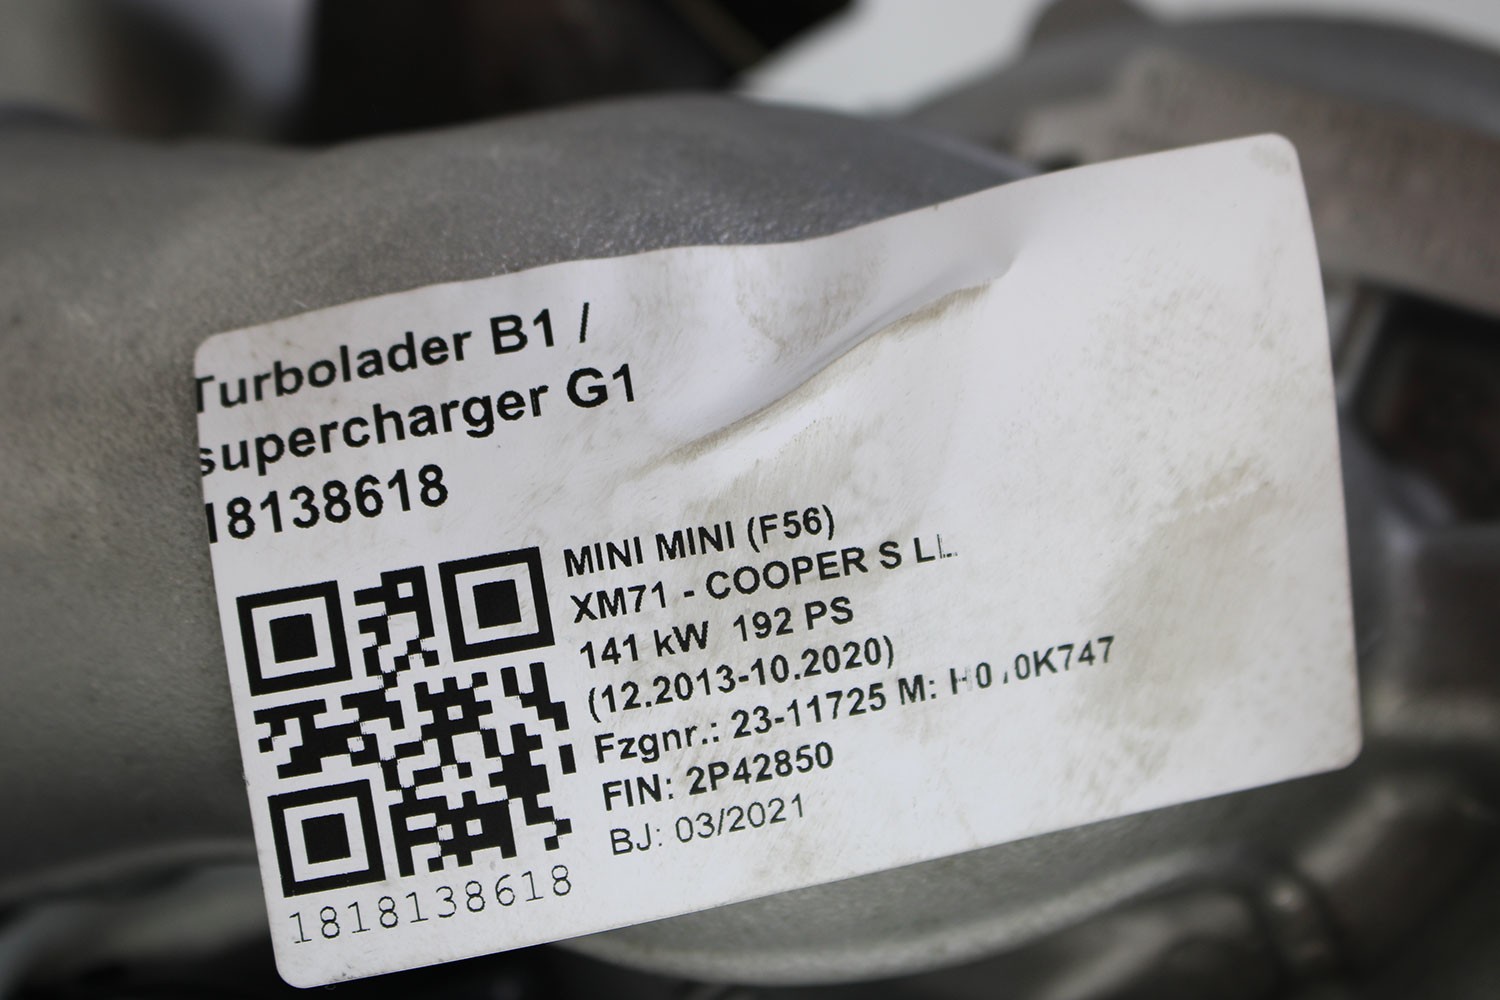 Turbolader B1 /
supercharger G1
18138618
MINI MINI (F56)
XM71 - COOPER S
141 kW 192 PS
(12.2013-10.2020)
Fzgnr.: 23-11725 M:
FIN: 2P42850
BJ: 03/2021
1818138618